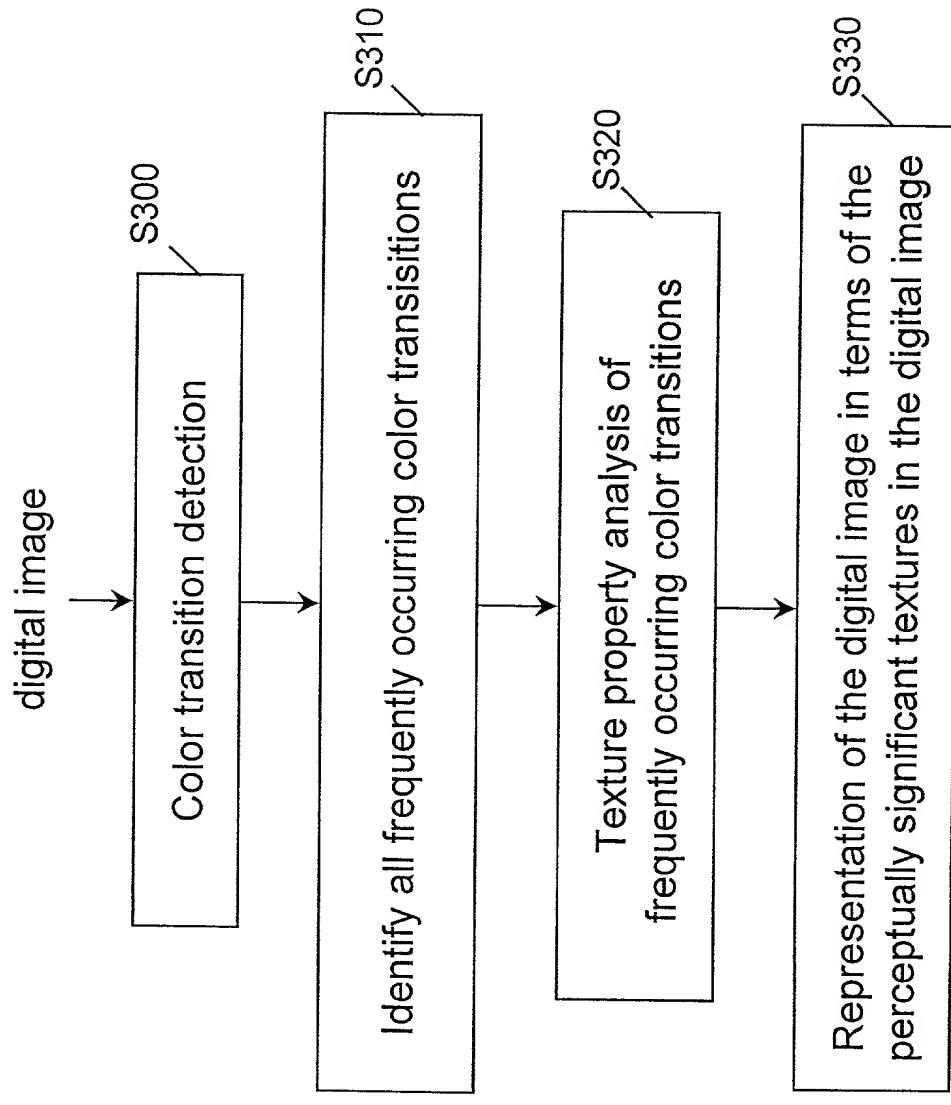 digital image
S300
Color transition detection
S310
Identify all frequently occurring color transisitions
S320
Texture property analysis of
frequently occurring color transitions
S330
Representation of the digital image in terms of the
perceptually significant textures in the digital image